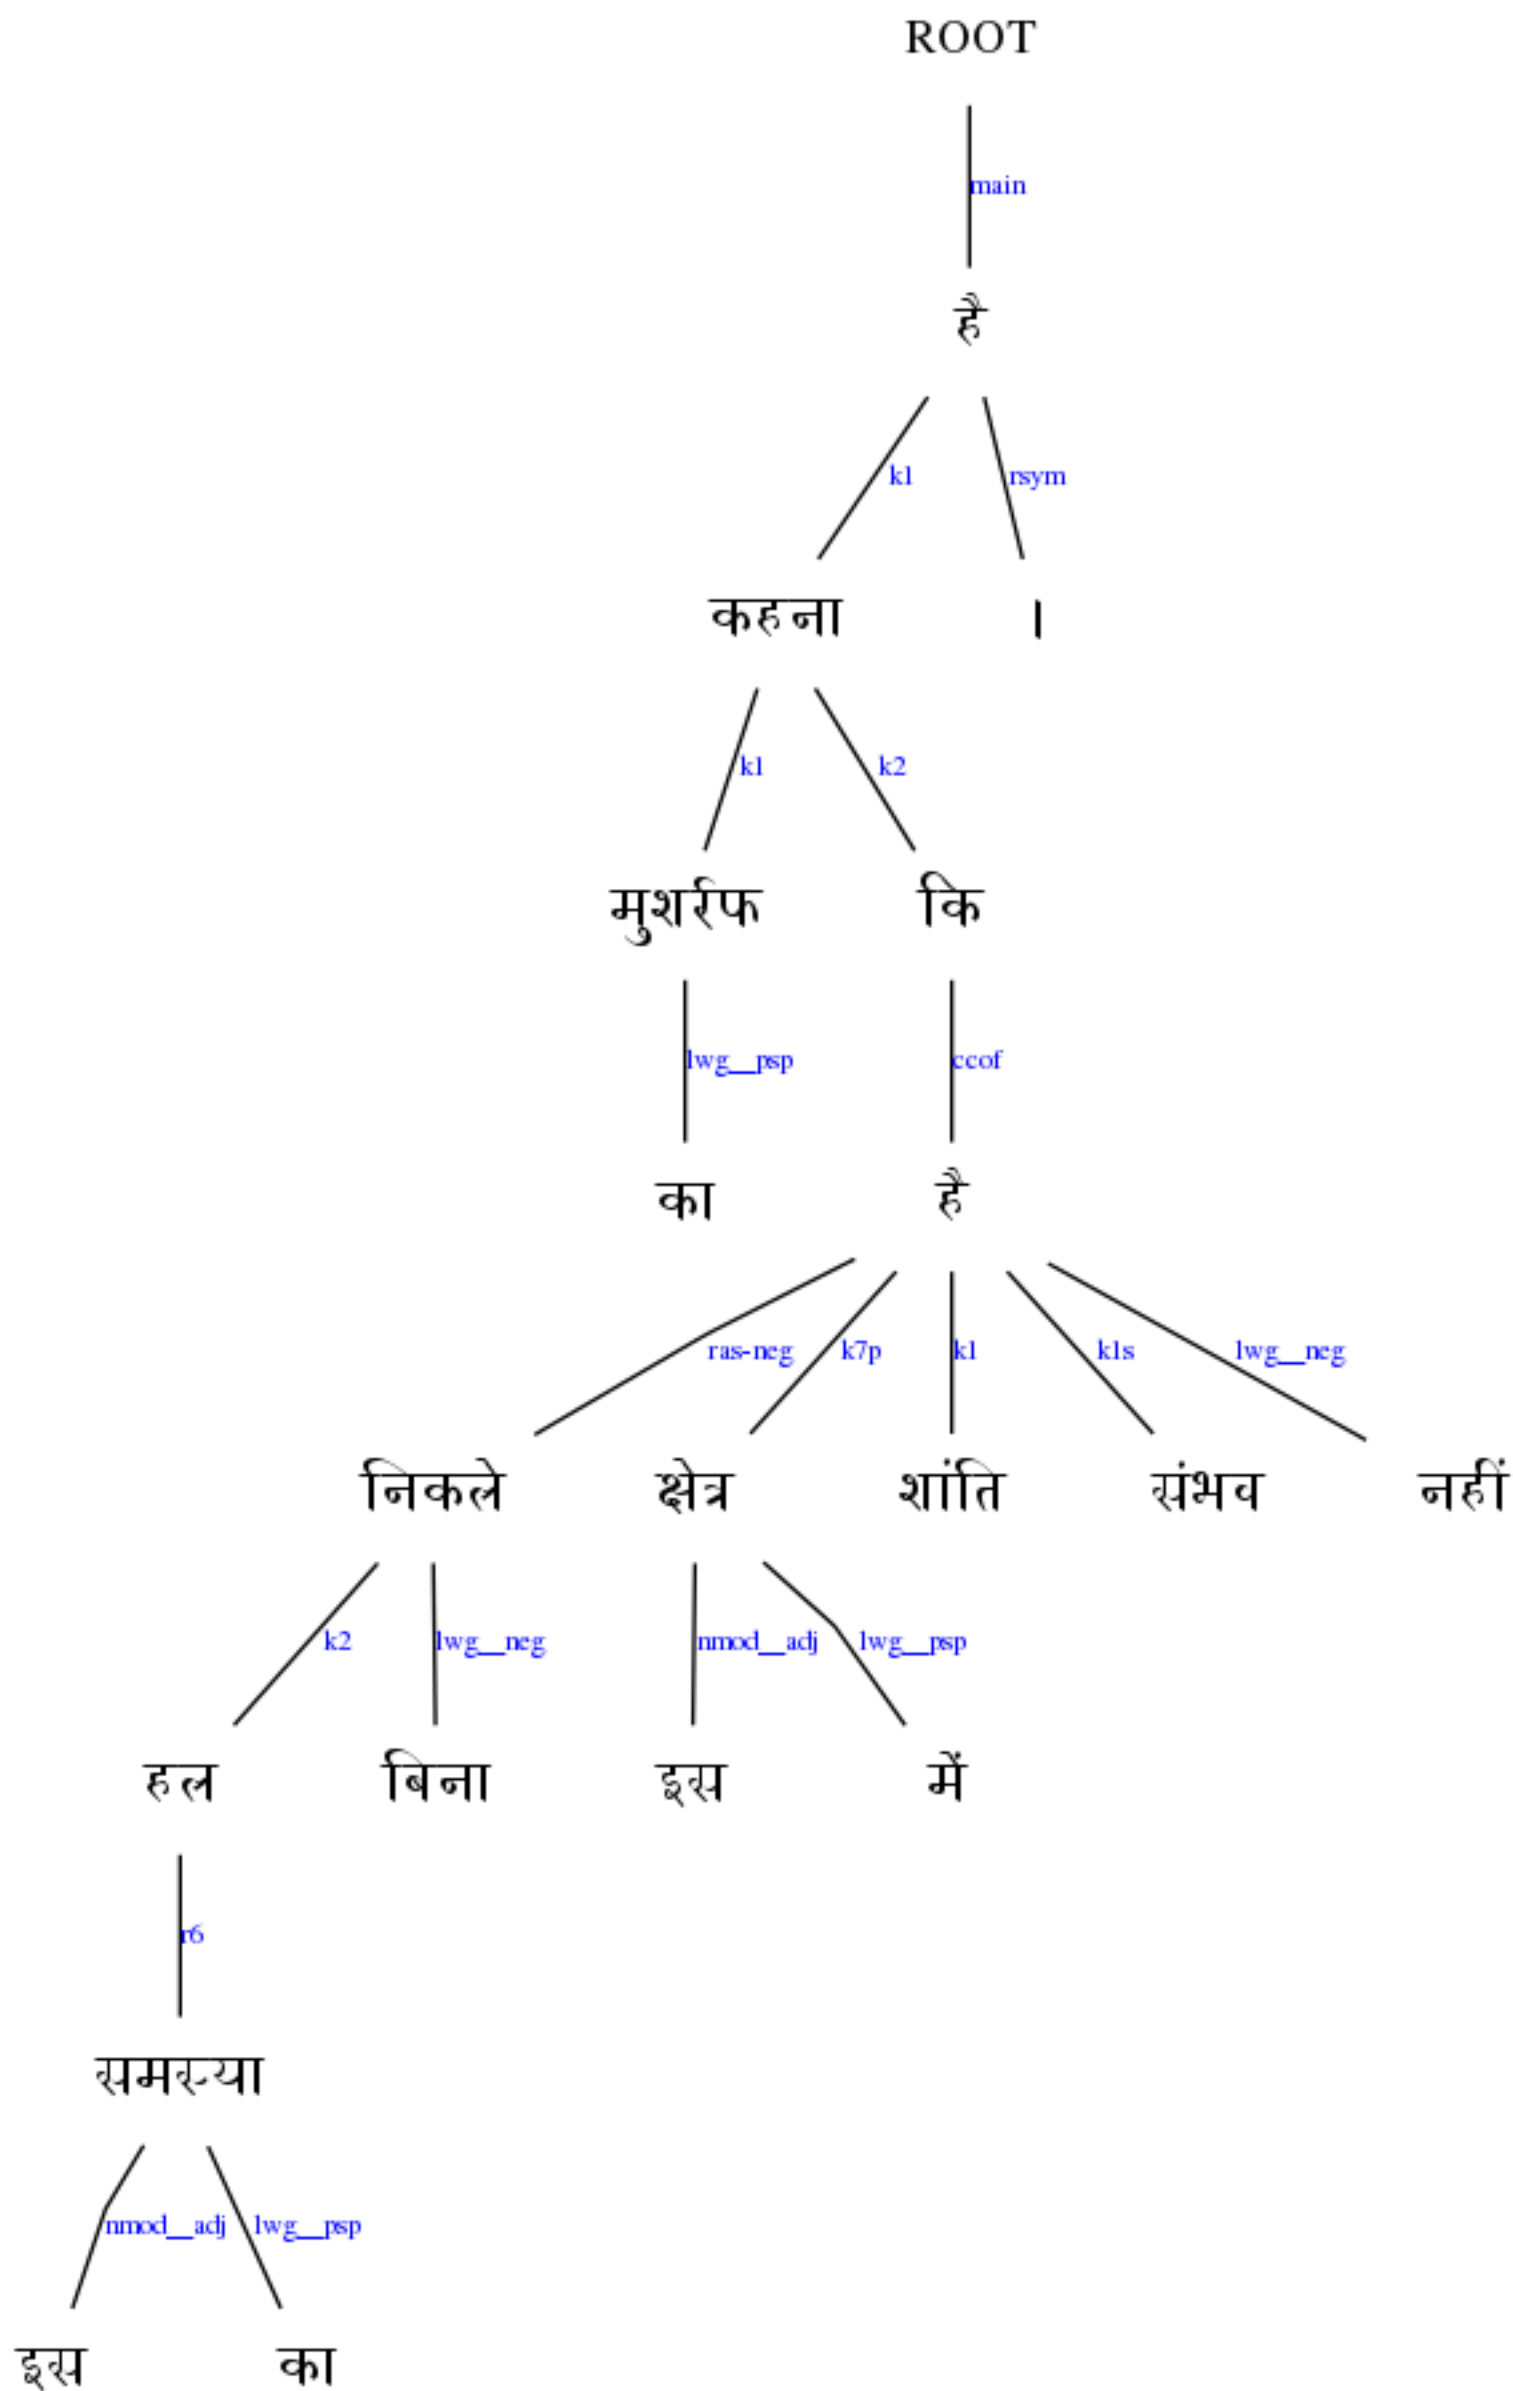 ROOT
main
है
k1 rsym
कहना ।
k1 k2
मुशर्रफ कि
lwg__psp ccof
का है
ras-neg k7p k1 k1s lwg__neg
निकले क्षेत्र शांति संभव नहीं
k2 lwg__neg nmod__adj lwg__psp
हल बिना इस में
r6
समस्या
nmod__adj lwg__psp
इस का